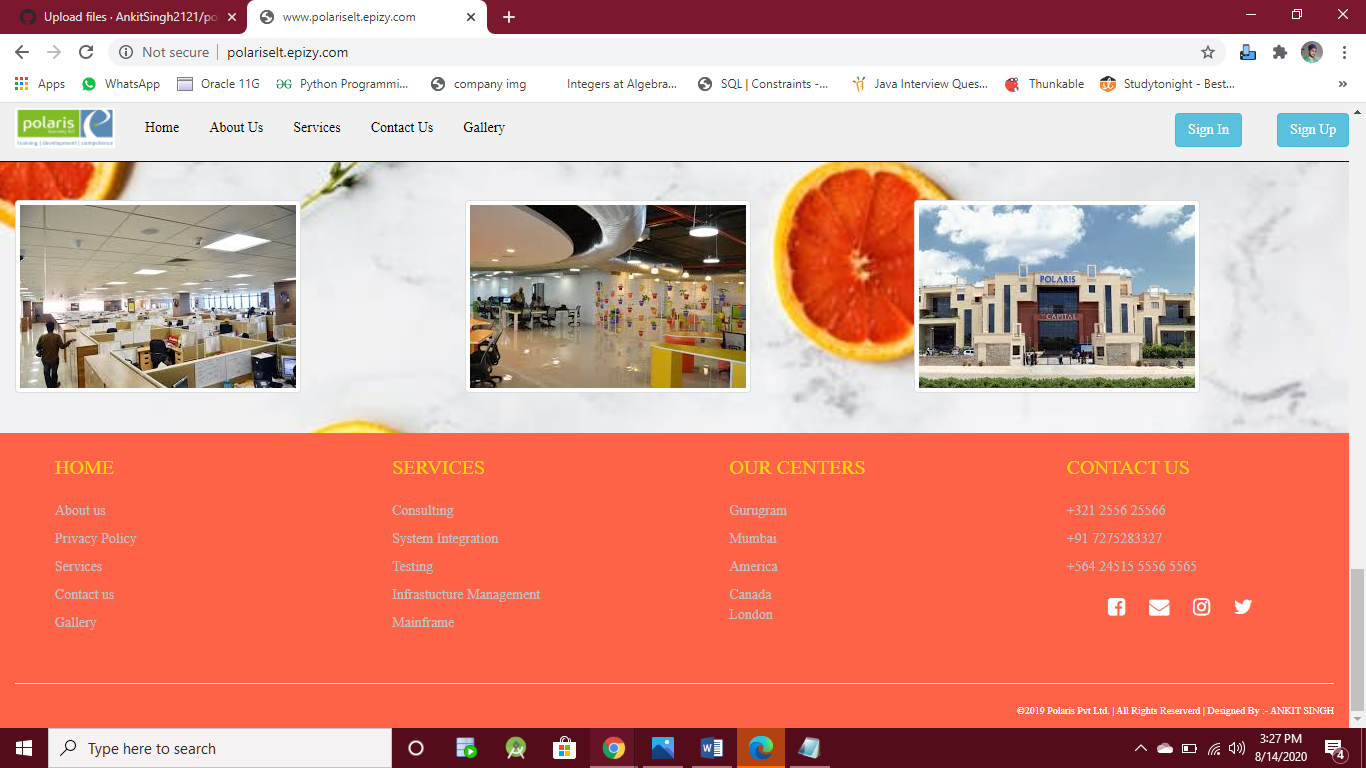 Upload files · AnkitSingh2121/po
www.polariselt.epizy.com
Not secure
polariselt.epizy.com
Apps
WhatsApp
Oracle 11G
Python Programmi...
company img
Integers at Algebra...
SQL | Constraints -...
Java Interview Ques...
Thunkable
Studytonight - Best...
»
polaris
training | development | competence
Home
About Us
Services
Contact Us
Gallery
Sign In
Sign Up
POLARIS
CAPITAL
HOME
About us
Privacy Policy
Services
Contact us
Gallery
SERVICES
Consulting
System Integration
Testing
Infrastucture Management
Mainframe
OUR CENTERS
Gurugram
Mumbai
America
Canada
London
CONTACT US
+321 2556 25566
+91 7275283327
+564 24515 5556 5565
©2019 Polaris Pvt Ltd. | All Rights Reserverd | Designed By :- ANKIT SINGH
Type here to search
3:27 PM
8/14/2020
4